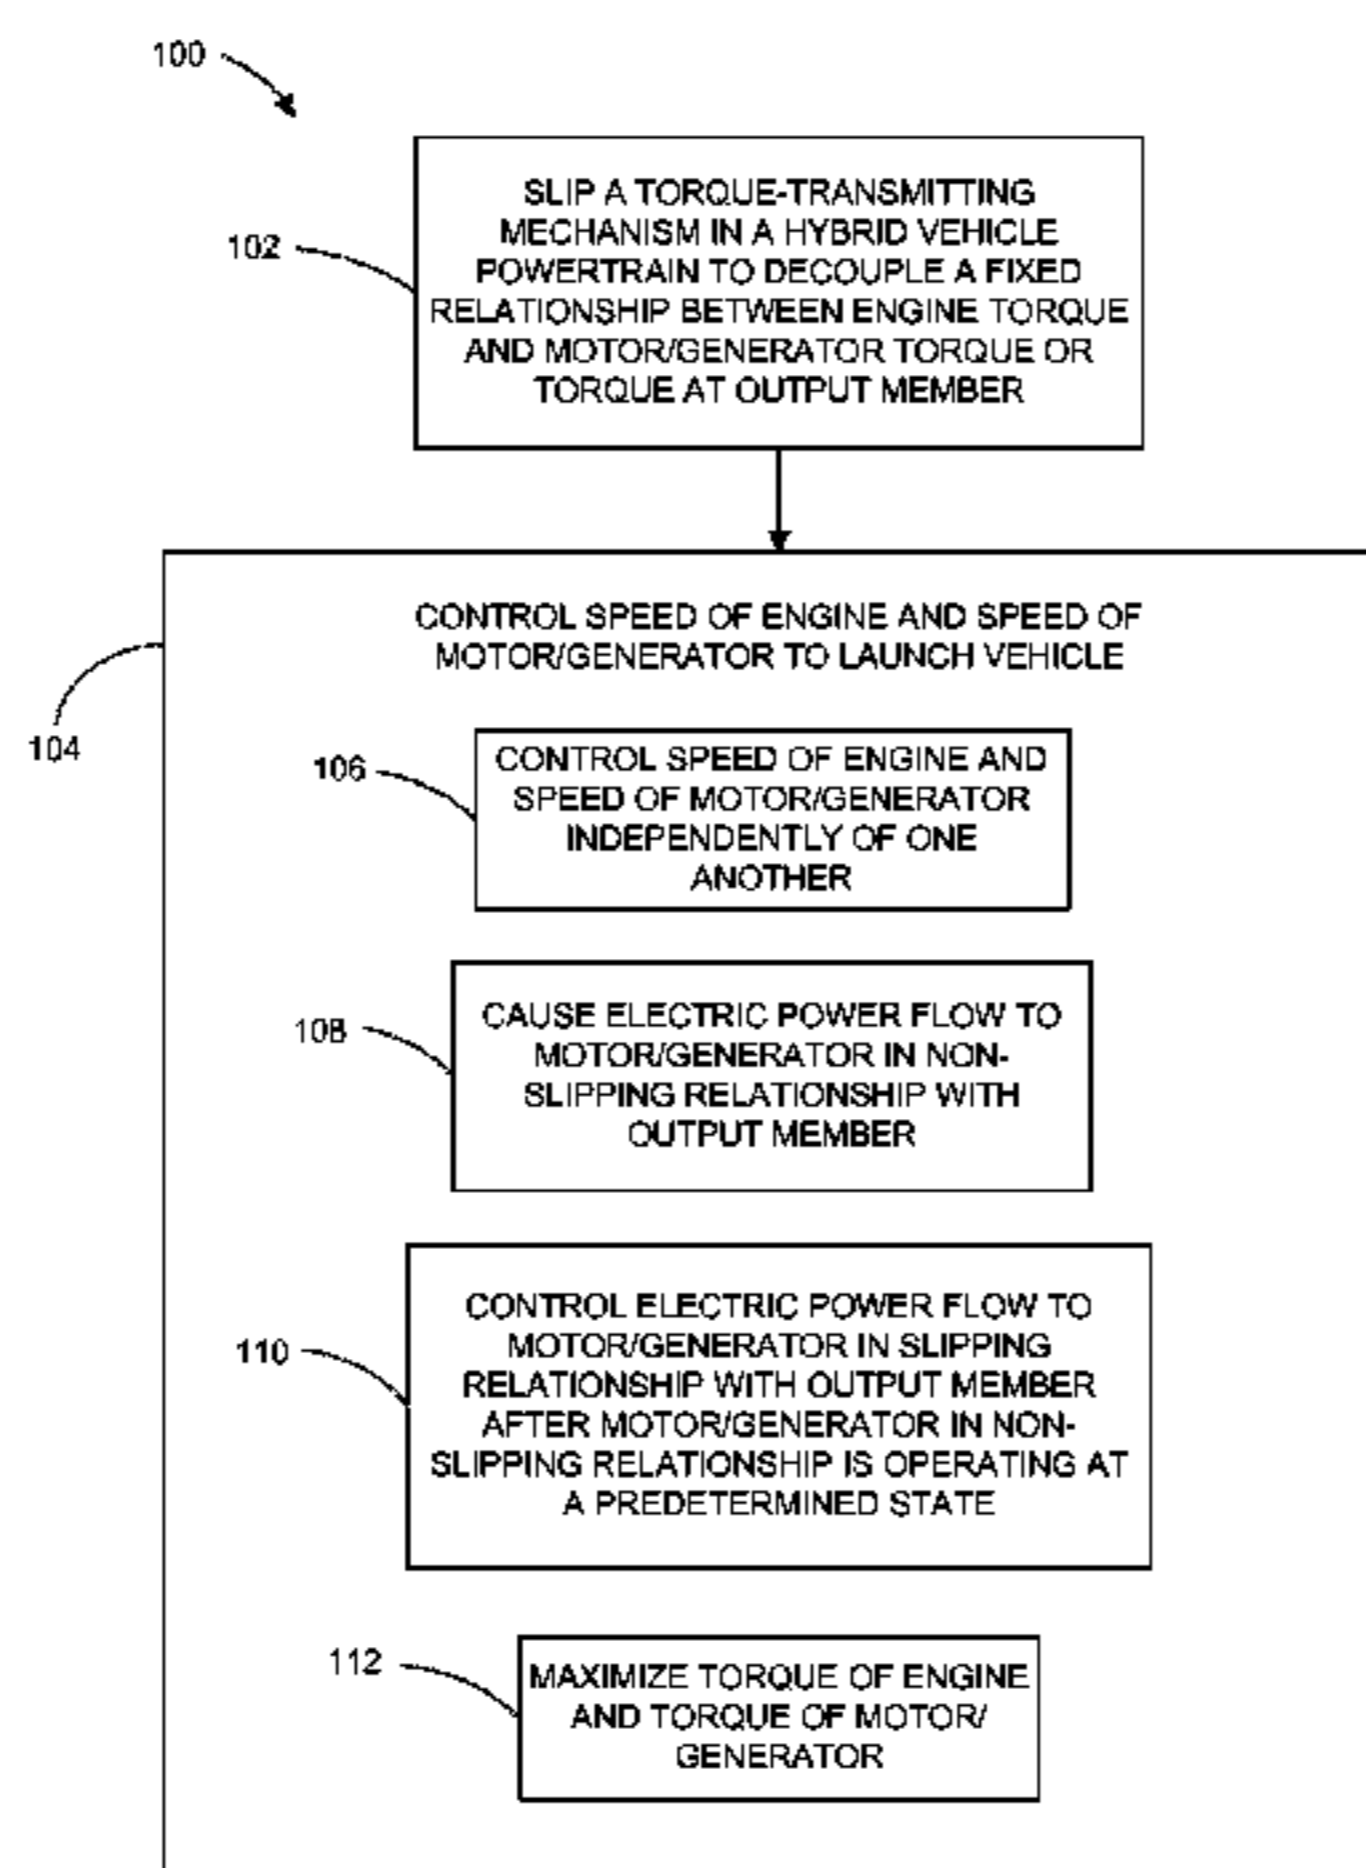 100
SLIP A TORQUE-TRANSMITTING
MECHANISM IN A HYBRID VEHICLE
POWERTRAIN TO DECOUPLE A FIXED
RELATIONSHIP BETWEEN ENGINE TORQUE
AND MOTOR/GENERATOR TORQUE OR
TORQUE AT OUTPUT MEMBER
102
CONTROL SPEED OF ENGINE AND SPEED OF
MOTOR/GENERATOR TO LAUNCH VEHICLE
104
106
CONTROL SPEED OF ENGINE AND
SPEED OF MOTOR/GENERATOR
INDEPENDENTLY OF ONE
ANOTHER
108
CAUSE ELECTRIC POWER FLOW TO
MOTOR/GENERATOR IN NON-
SLIPPING RELATIONSHIP WITH
OUTPUT MEMBER
110
CONTROL ELECTRIC POWER FLOW TO
MOTOR/GENERATOR IN SLIPPING
RELATIONSHIP WITH OUTPUT MEMBER
AFTER MOTOR/GENERATOR IN NON-
SLIPPING RELATIONSHIP IS OPERATING AT
A PREDETERMINED STATE
112
MAXIMIZE TORQUE OF ENGINE
AND TORQUE OF MOTOR/
GENERATOR